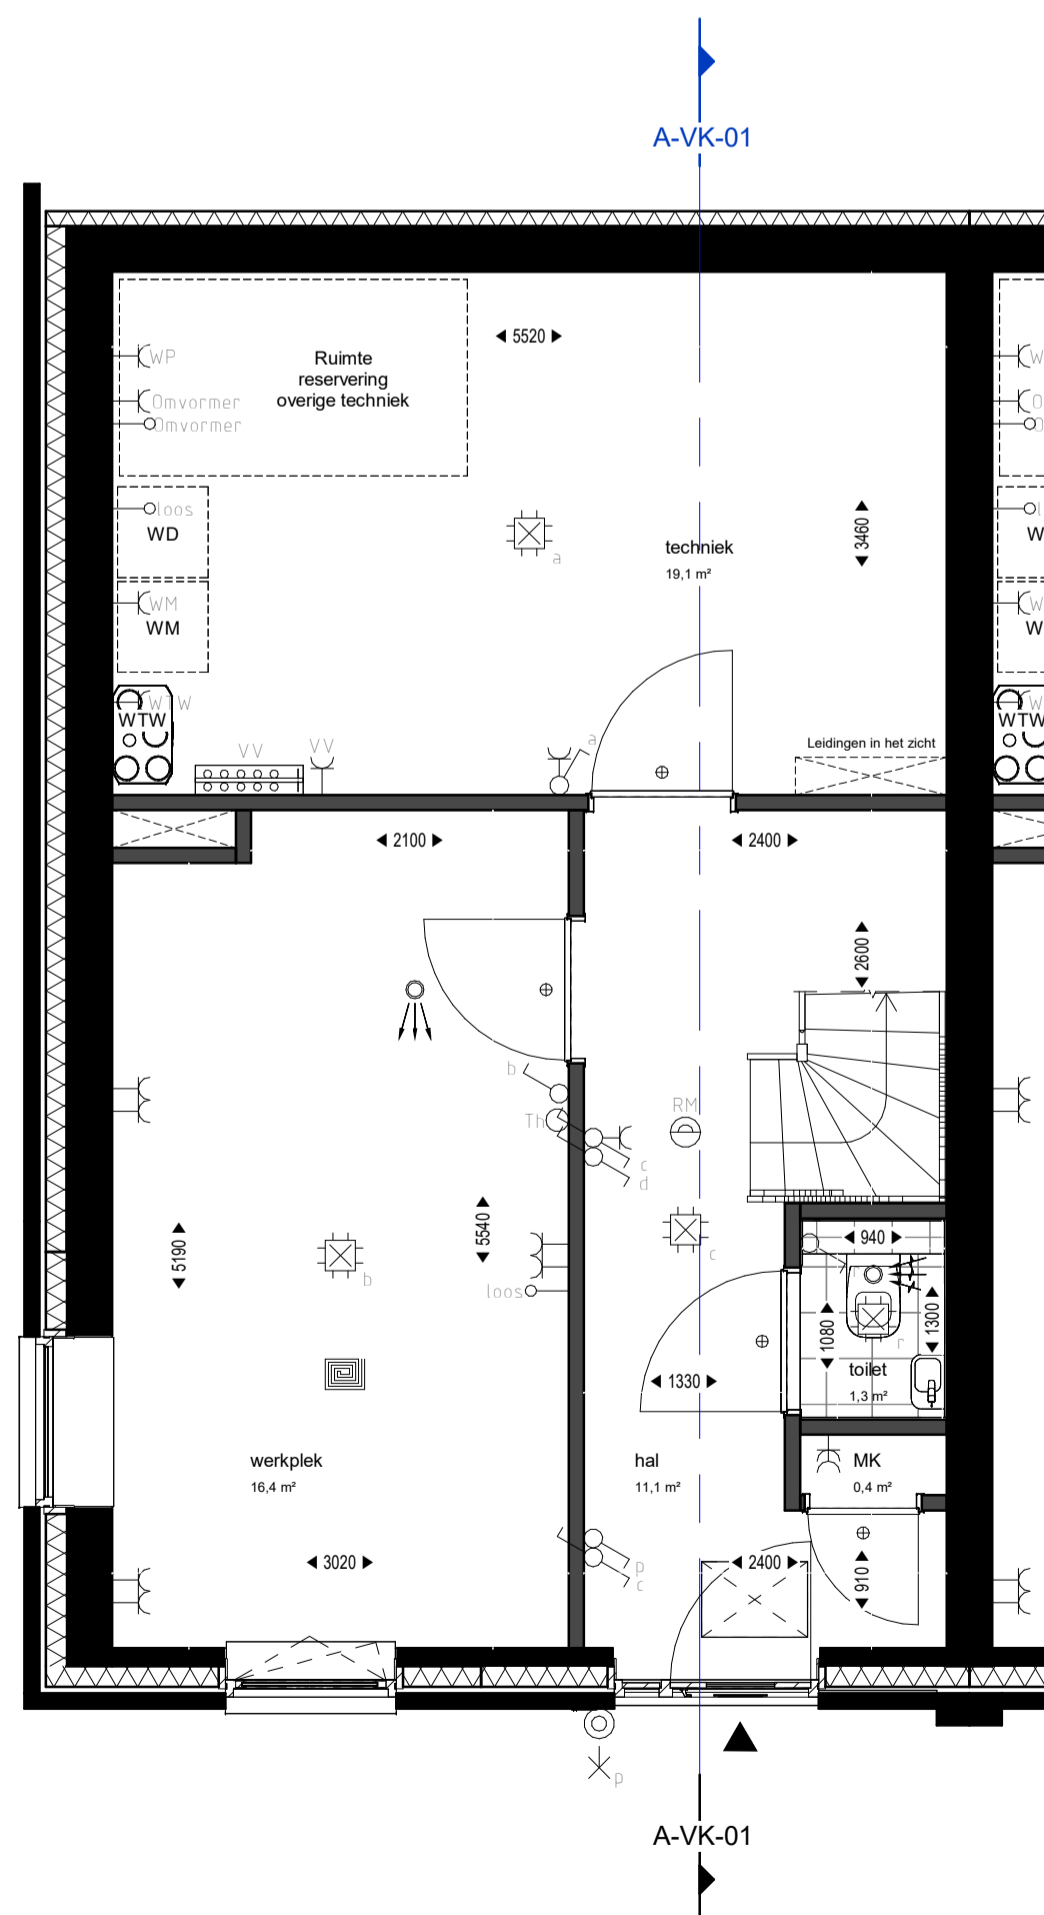 A-VK-01
5520
Ruimte
reservering
overige techniek
WP
Omvormer
Omvormer
loos
WD
WM
WM
WTW
WTW
VV
VV
a
a
techniek
19,1 m²
3460
Leidingen in het zicht
2100
2400
2600
b
Th
RM
c
d
5190
5540
b
loos
c
940
1080
1300
r
toilet
1,3 m²
1330
werkplek
16,4 m²
hal
11,1 m²
MK
0,4 m²
3020
p
c
2400
910
p
A-VK-01